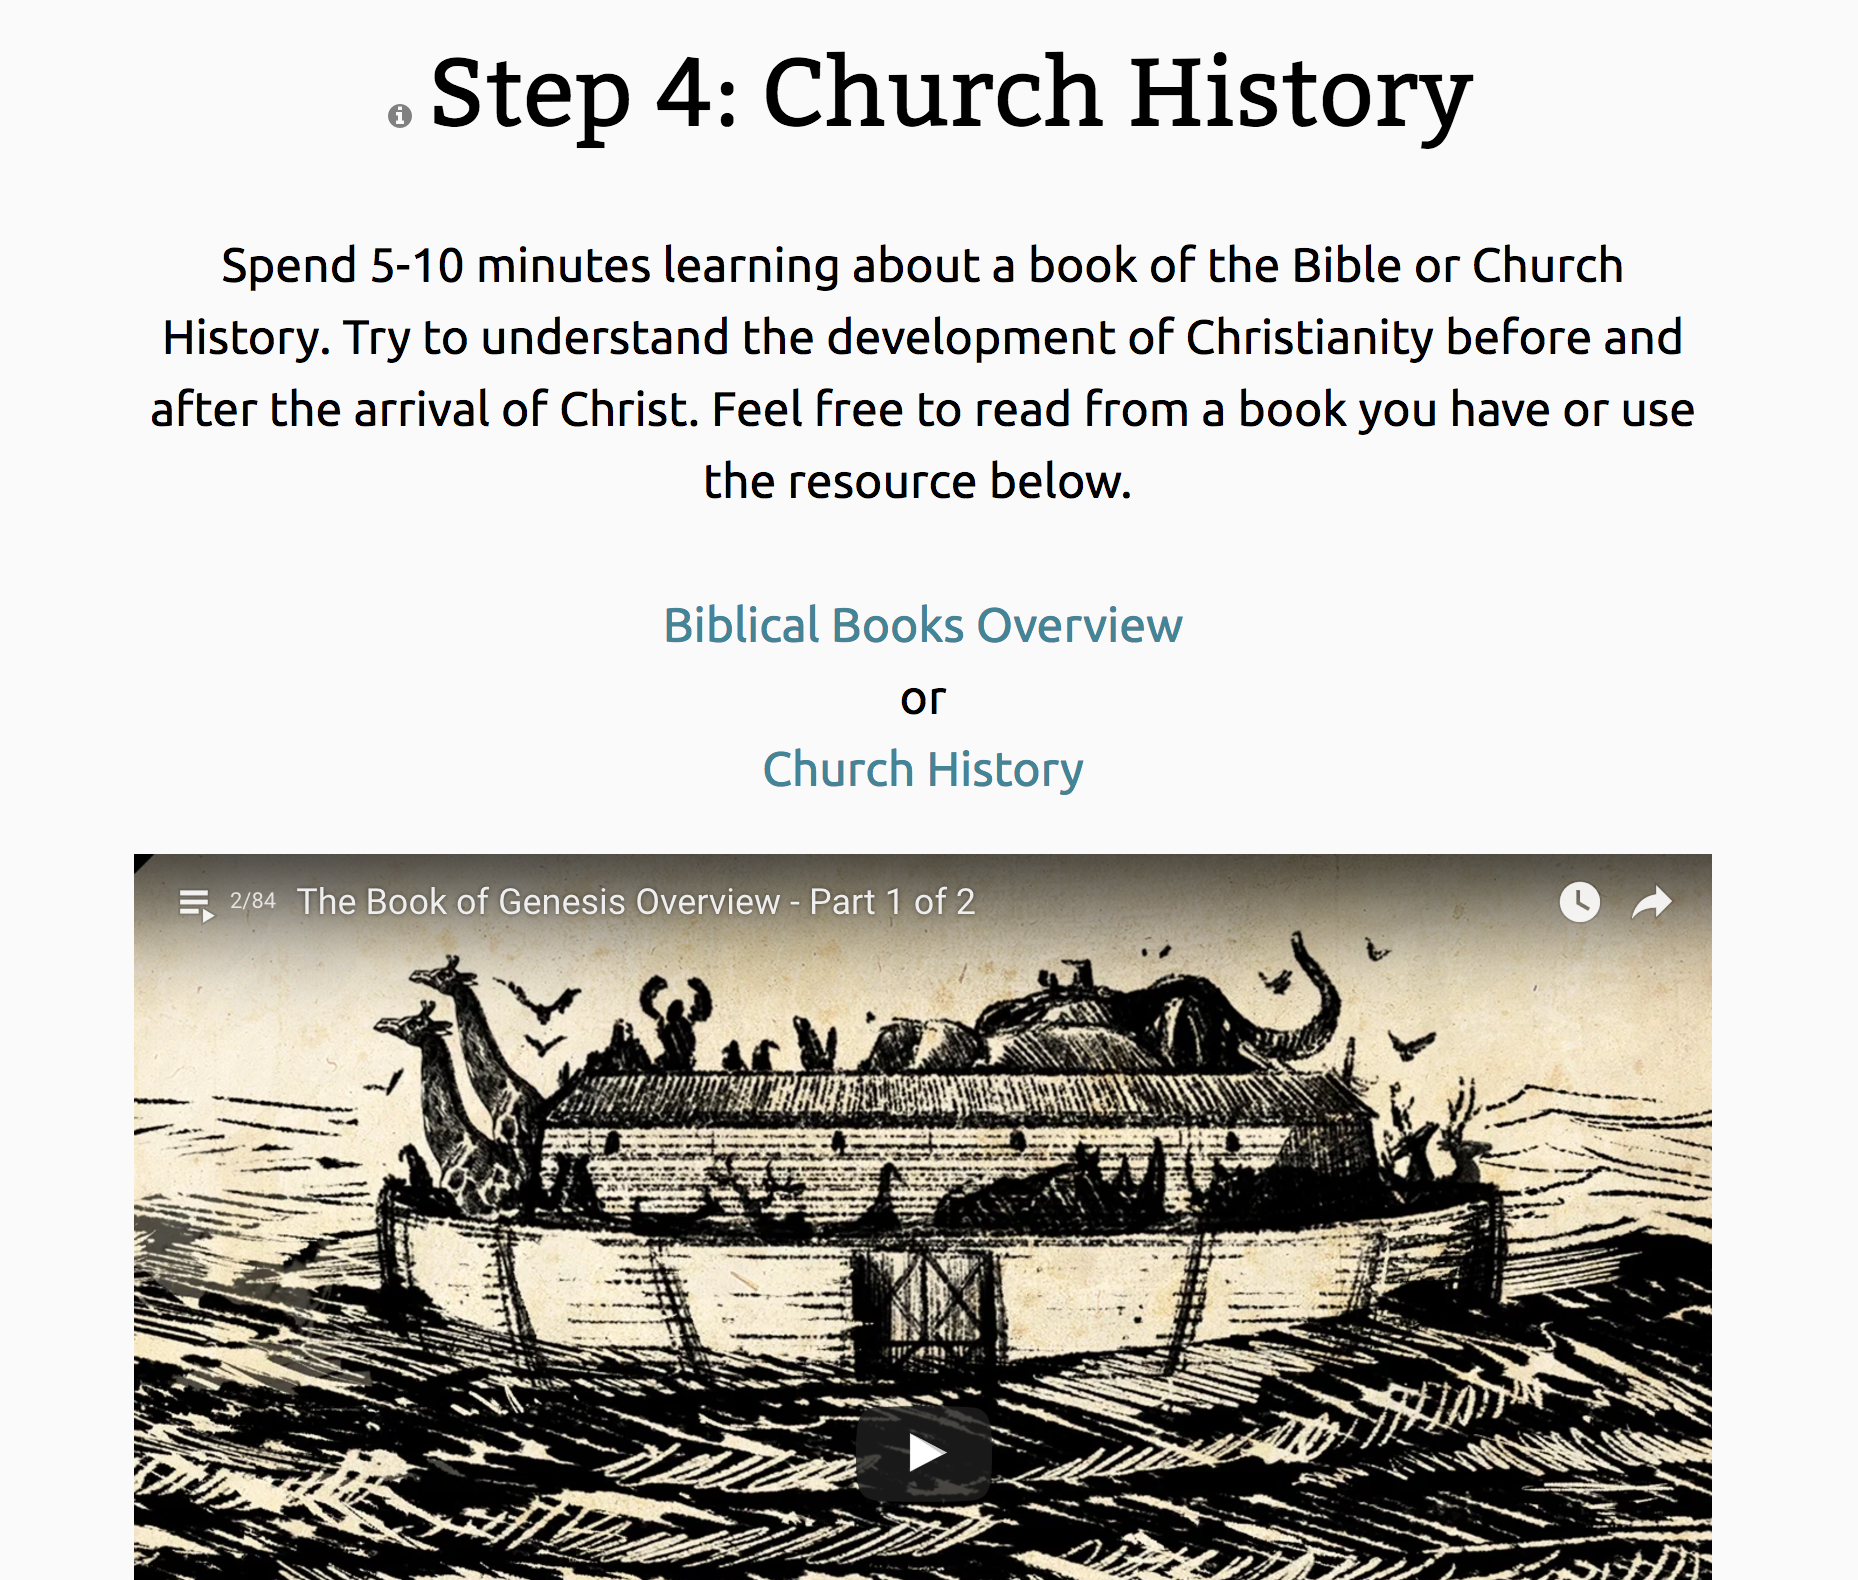 Step 4: Church History
Spend 5-10 minutes learning about a book of the Bible or Church
History. Try to understand the development of Christianity before and
after the arrival of Christ. Feel free to read from a book you have or use
the resource below.
Biblical Books Overview
or
Church History
2/84 The Book of Genesis Overview - Part 1 of 2